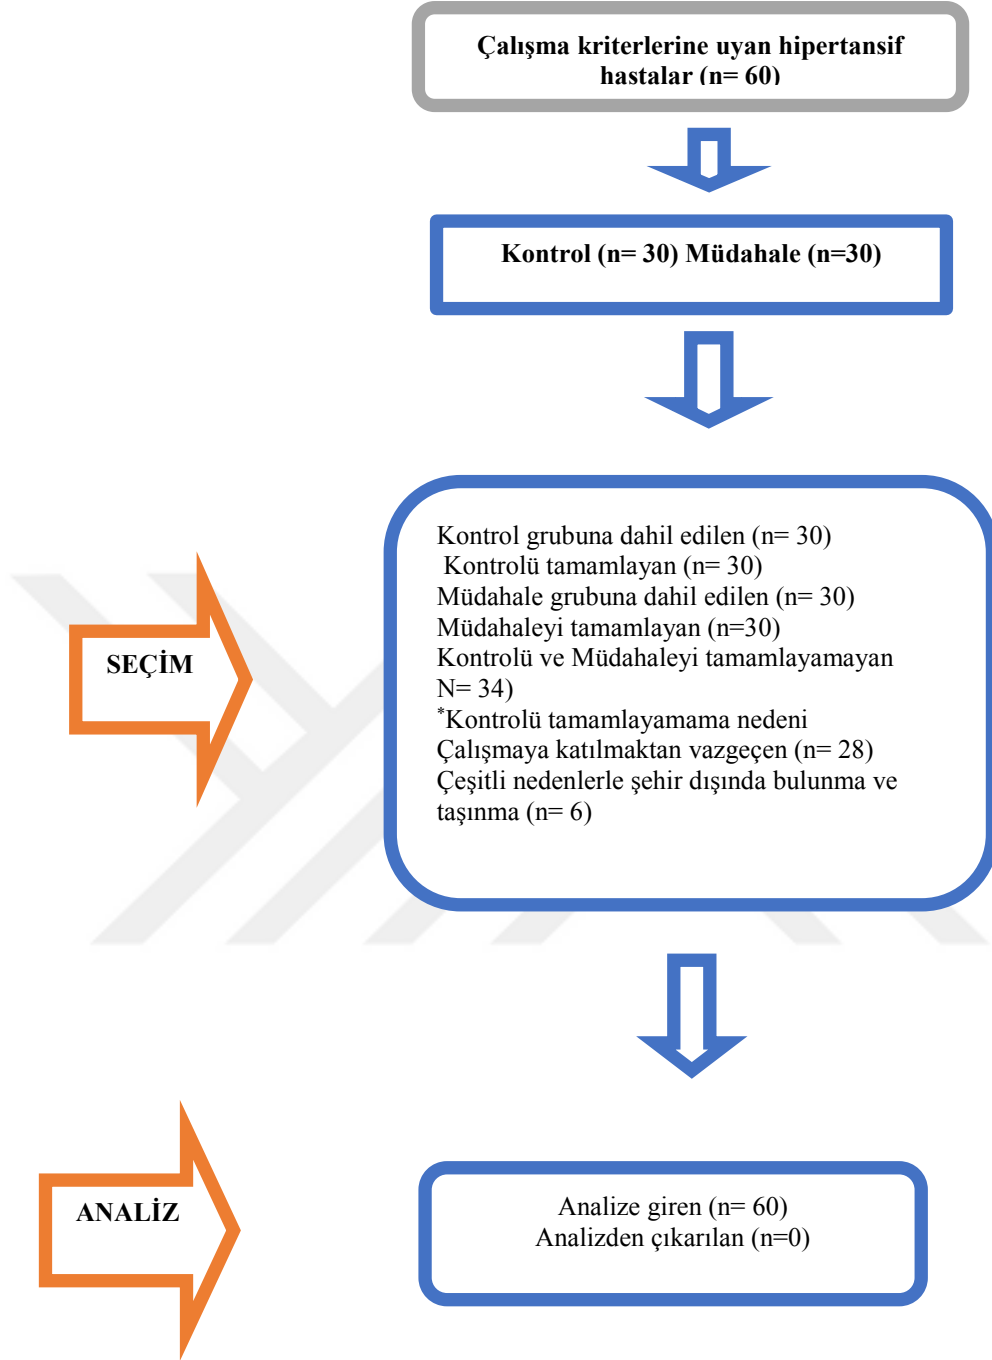 Çalışma kriterlerine uyan hipertansif
hastalar (n= 60)
Kontrol (n= 30) Müdahale (n=30)
SEÇİM
Kontrol grubuna dahil edilen (n= 30)
Kontrolü tamamlayan (n= 30)
Müdahale grubuna dahil edilen (n= 30)
Müdahaleyi tamamlayan (n=30)
Kontrolü ve Müdahaleyi tamamlayamayan
N= 34)
*Kontrolü tamamlayamama nedeni
Çalışmaya katılmaktan vazgeçen (n= 28)
Çeşitli nedenlerle şehir dışında bulunma ve
taşınma (n= 6)
ANALİZ
Analize giren (n= 60)
Analizden çıkarılan (n=0)